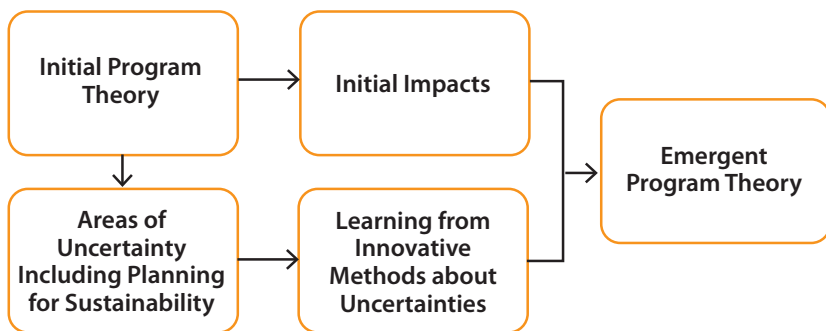 Initial Program
Theory
Initial Impacts
Emergent
Program Theory
Areas of
Uncertainty
Including Planning
for Sustainability
Learning from
Innovative
Methods about
Uncertainties